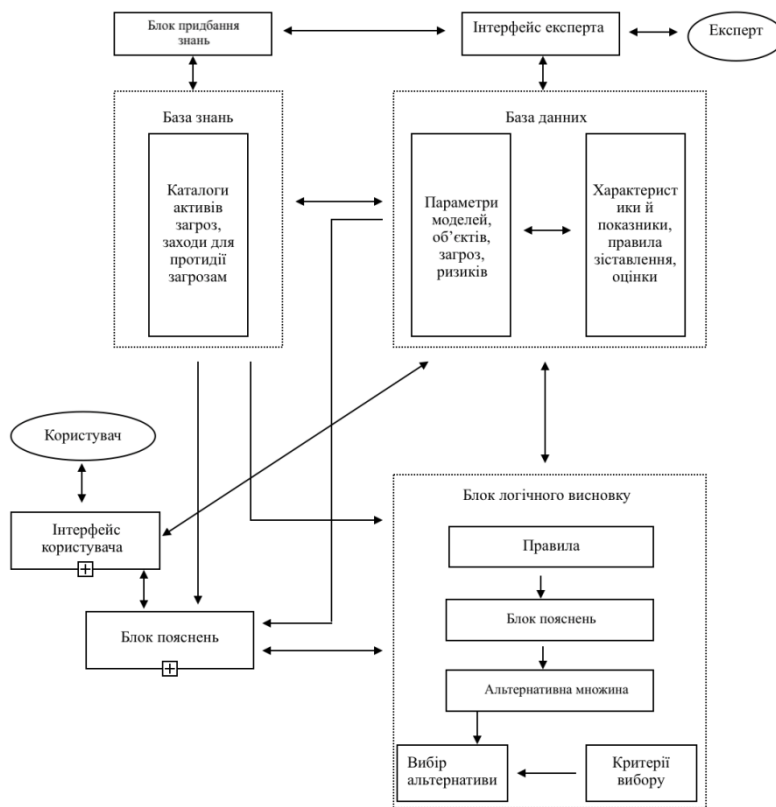 Блок придбання
знань
Інтерфейс експерта
Експерт
База знань
База данних
Каталоги
активів
загроз,
заходи для
протидії
загрозам
Параметри
моделей,
об’єктів,
загроз,
ризиків
Характерист
ики й
показники,
правила
зіставлення,
оцінки
Користувач
Інтерфейс
користувача
Блок пояснень
Блок логічного висновку
Правила
Блок пояснень
Альтернативна множина
Вибір
альтернативи
Критерії
вибору